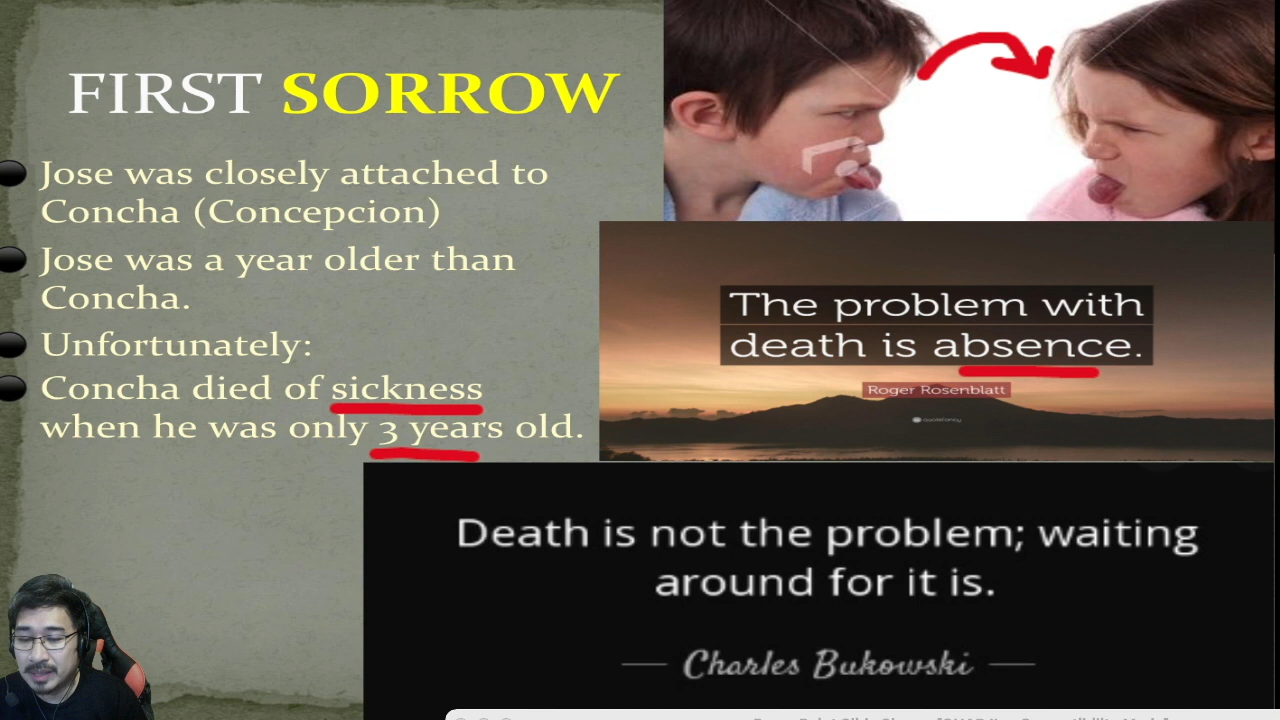 FIRST SORROW
Jose was closely attached to
Concha (Concepcion)
Jose was a year older than
Concha.
Unfortunately:
Concha died of sickness
when he was only 3 years old.
The problem with
death is absence.
Roger Rosenblatt
quotefancy
Death is not the problem; waiting
around for it is.
Charles Bukowski